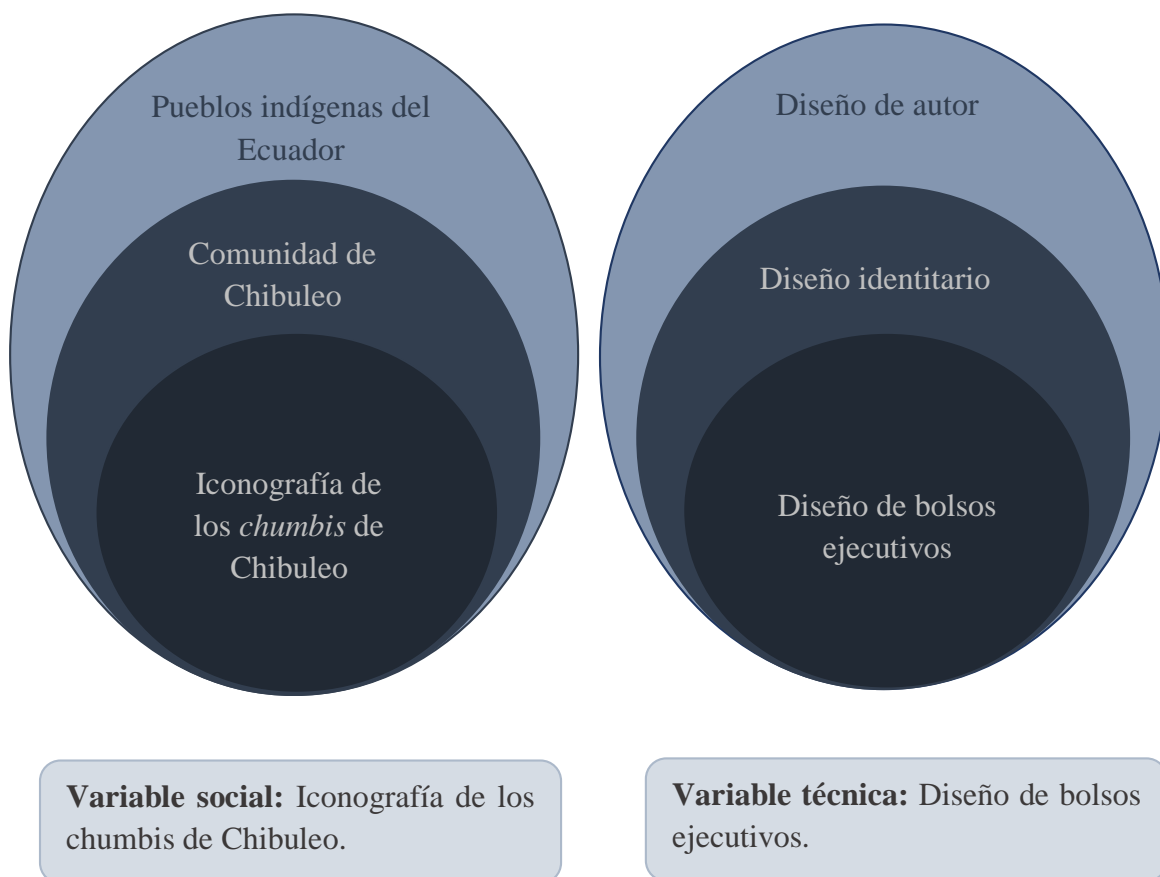 Pueblos indígenas del
Ecuador
Comunidad de
Chibuleo
Iconografía de
los chumbis de
Chibuleo
Diseño de autor
Diseño identitario
Diseño de bolsos
ejecutivos
Variable social: Iconografía de los
chumbis de Chibuleo.
Variable técnica: Diseño de bolsos
ejecutivos.